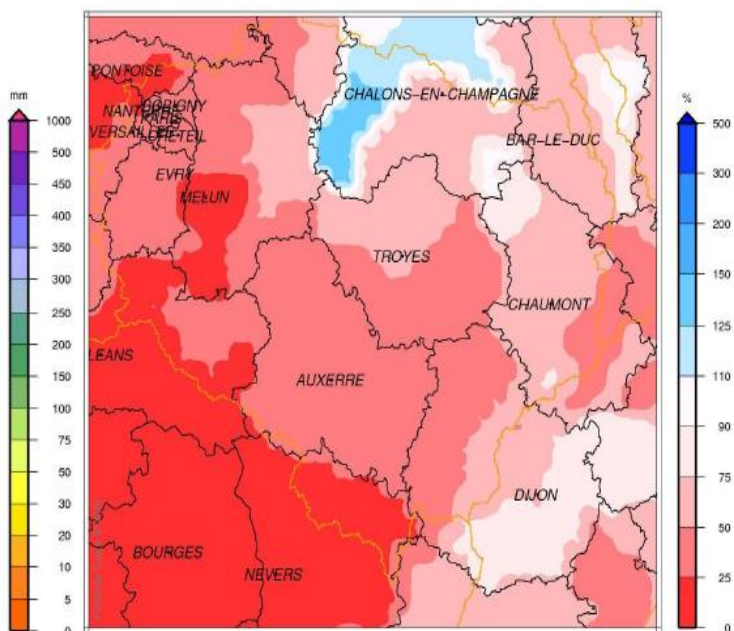 mm
1000
500
450
400
350
300
250
200
150
100
75
50
30
20
10
5
0
PONTOISE
NANTERRE
BOBIGNY
PARIS
VERSAILLES
CRETEIL
EVRY
MELUN
CHALONS-EN-CHAMPAGNE
BAR-LE-DUC
TROYES
CHAUMONT
LEANS
AUXERRE
DIJON
BOURGES
NEVERS
%
500
300
200
150
125
110
90
75
50
25
0